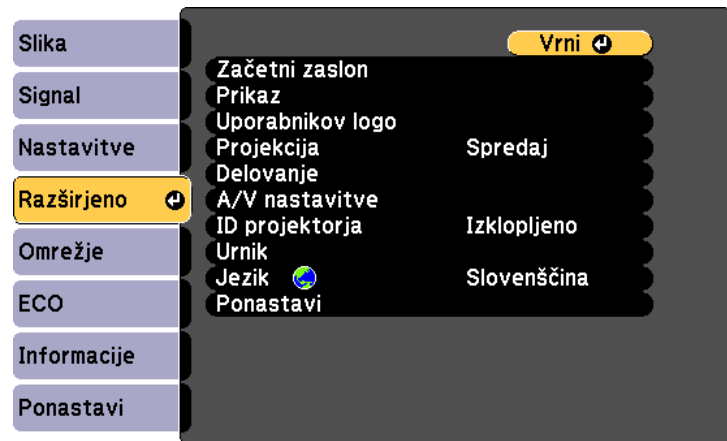 Slika
Signal
Nastavitve
Razširjeno
Omrežje
ECO
Informacije
Ponastavi
Vrni
Začetni zaslon
Prikaz
Uporabnikov logo
Projekcija Spredaj
Delovanje
A/V nastavitve
ID projektorja Izklopljeno
Urnik
Jezik Slovenščina
Ponastavi